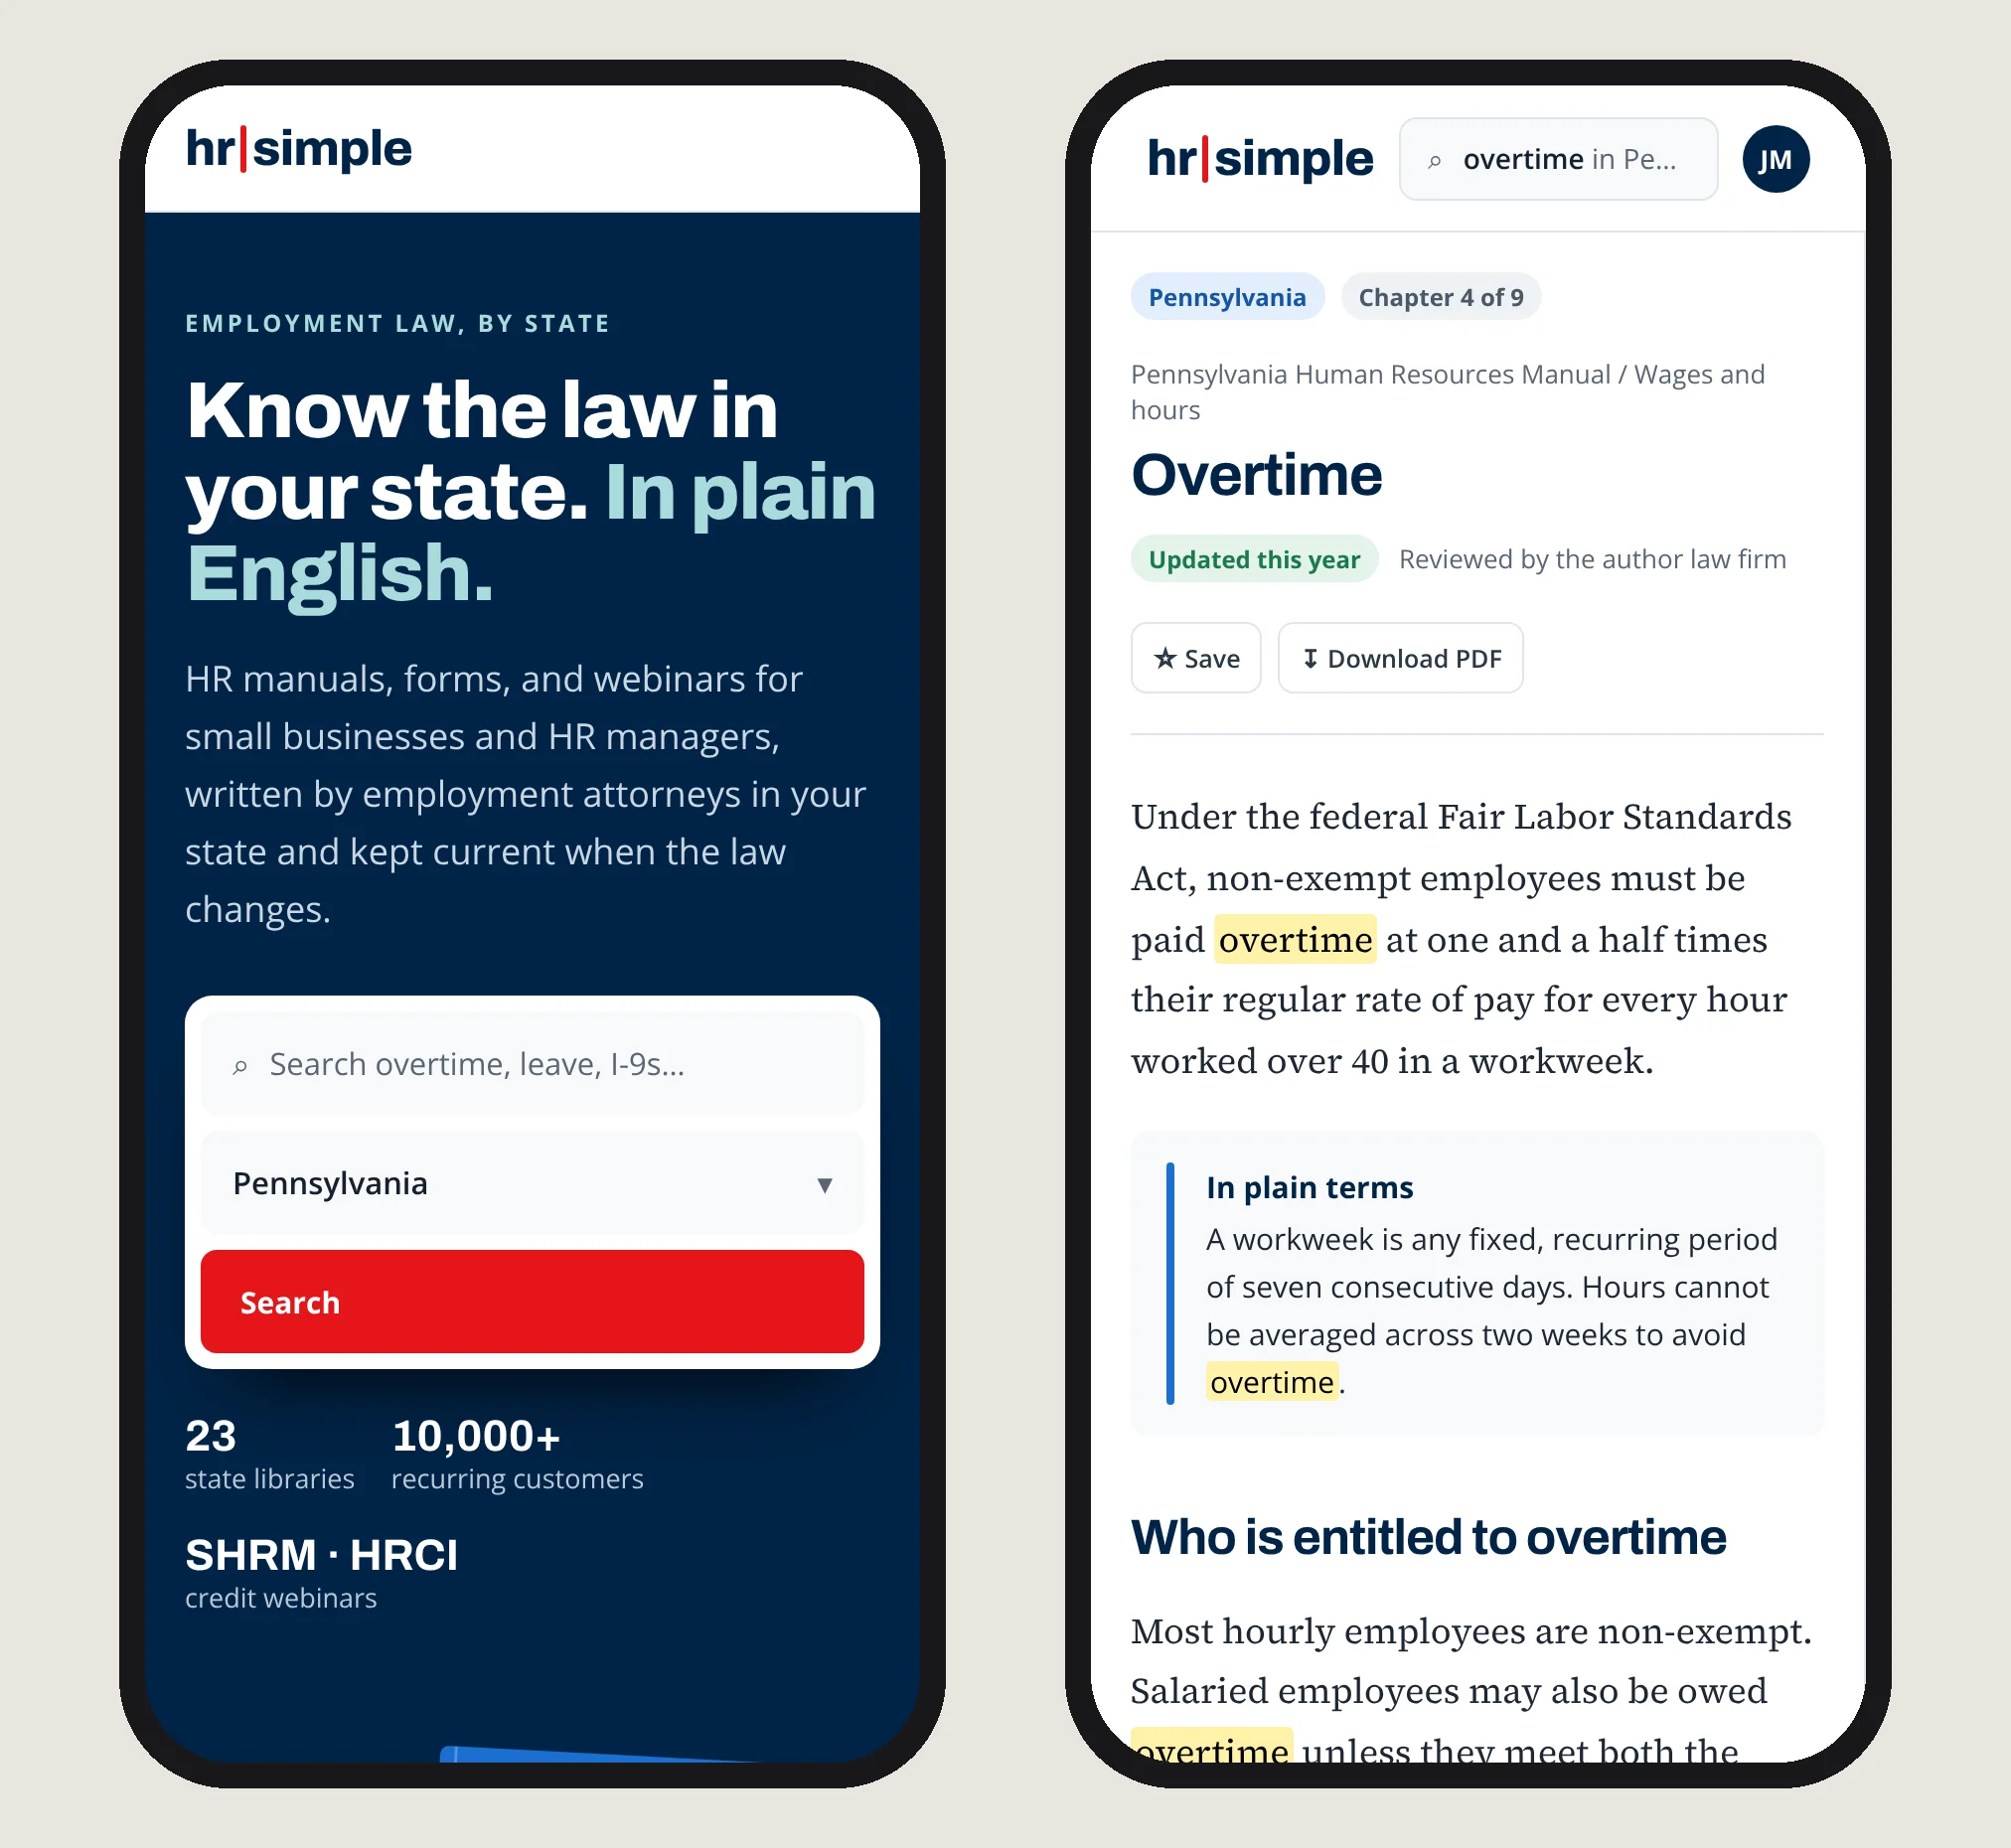 hr|simple
EMPLOYMENT LAW, BY STATE
Know the law in
your state. In plain
English.
HR manuals, forms, and webinars for
small businesses and HR managers,
written by employment attorneys in your
state and kept current when the law
changes.
Search overtime, leave, I-9s...
Pennsylvania
Search
23
state libraries
10,000+
recurring customers
SHRM · HRCI
credit webinars
hr|simple
overtime in Pe...
JM
Pennsylvania
Chapter 4 of 9
Pennsylvania Human Resources Manual / Wages and
hours
Overtime
Updated this year
Reviewed by the author law firm
☆ Save
↧ Download PDF
Under the federal Fair Labor Standards
Act, non-exempt employees must be
paid overtime at one and a half times
their regular rate of pay for every hour
worked over 40 in a workweek.
In plain terms
A workweek is any fixed, recurring period
of seven consecutive days. Hours cannot
be averaged across two weeks to avoid
overtime.
Who is entitled to overtime
Most hourly employees are non-exempt.
Salaried employees may also be owed
overtime unless they meet both the